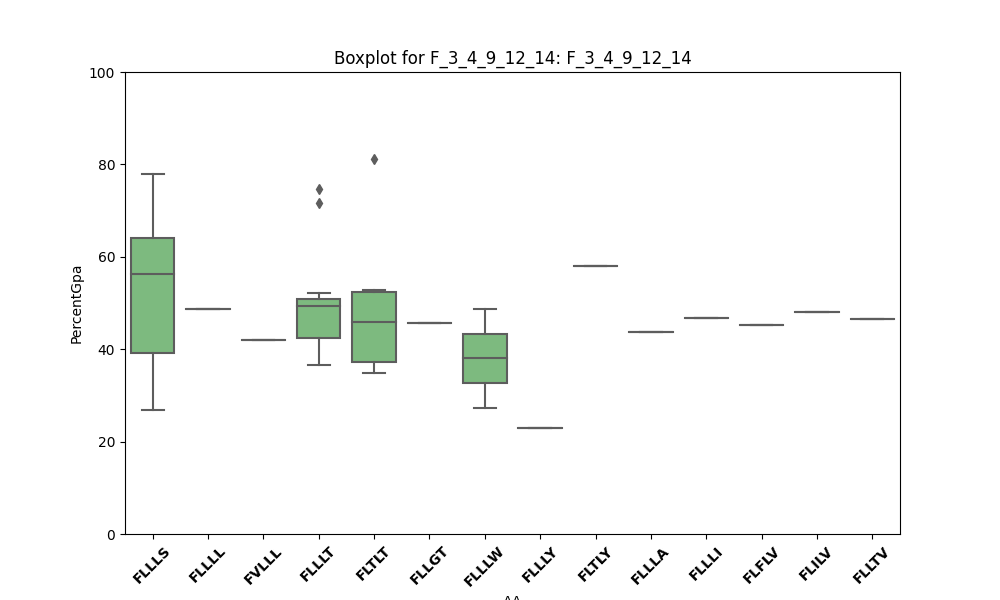 Boxplot for F_3_4_9_12_14: F_3_4_9_12_14
100
80
60
40
20
0
PercentGpa
FLLLS FLLLL FVLLL FLLLT FLTLT FLLGT FLLLW FLLLY FLTLY FLLLA FLLLI FLFLV FLILV FLLTV
AA